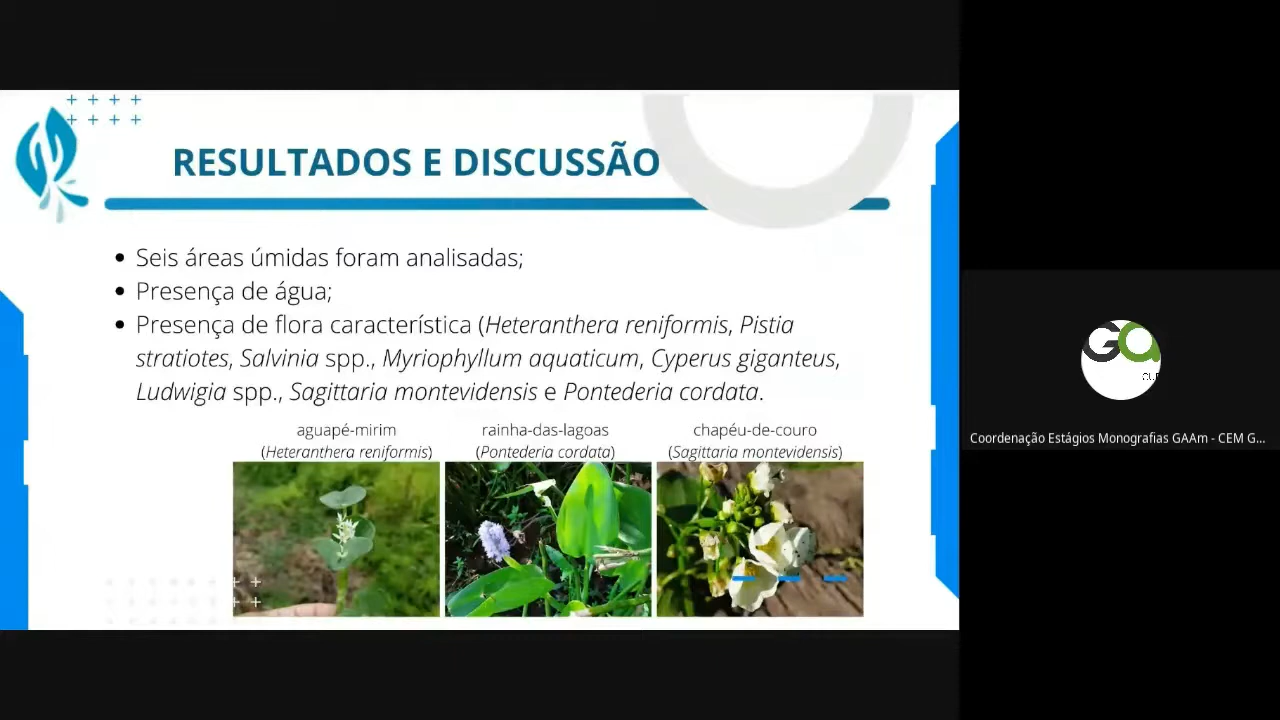 RESULTADOS E DISCUSSÃO
Seis áreas úmidas foram analisadas;
Presença de água;
Presença de flora característica (Heteranthera reniformis, Pistia
stratiotes, Salvinia spp., Myriophyllum aquaticum, Cyperus giganteus,
Ludwigia spp., Sagittaria montevidensis e Pontederia cordata.
aguapé-mirim
(Heteranthera reniformis)
rainha-das-lagoas
(Pontederia cordata)
chapéu-de-couro
(Sagittaria montevidensis)
Coordenação Estágios Monografias GAAm - CEM G...